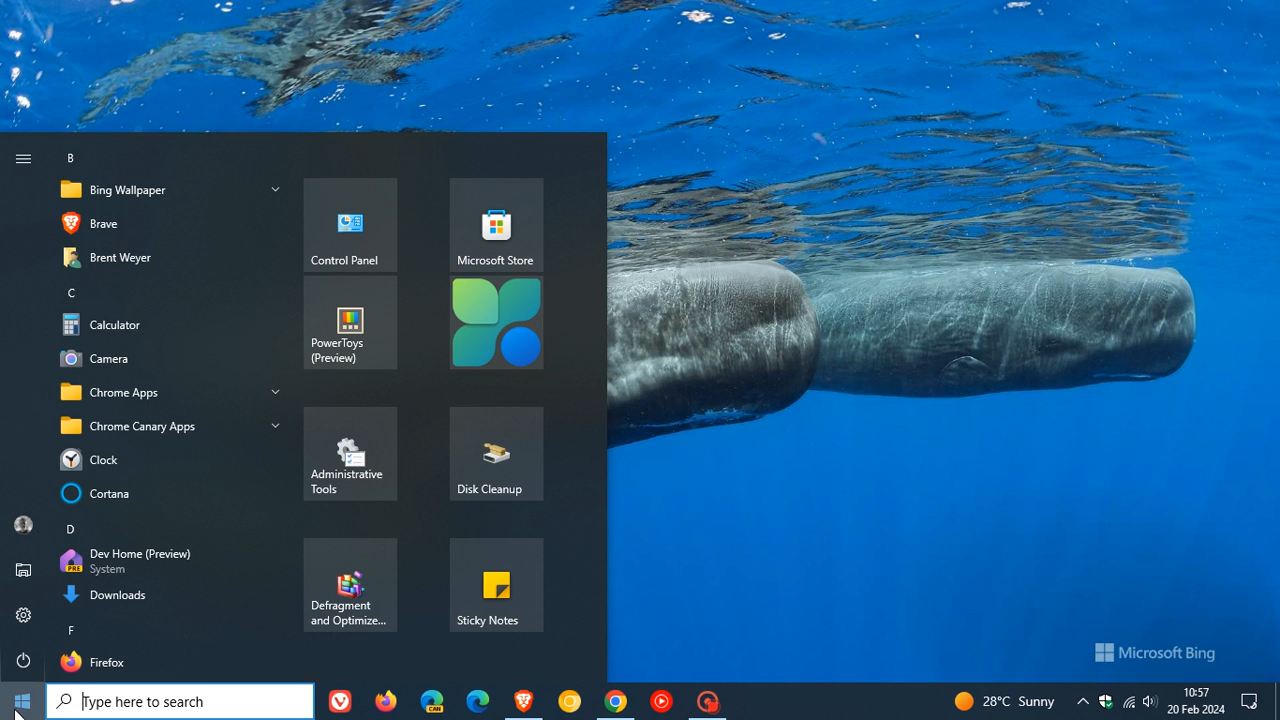 B
Bing Wallpaper
Brave
Brent Weyer
C
Calculator
Camera
Chrome Apps
Chrome Canary Apps
Clock
Cortana
D
Dev Home (Preview)
PRE
System
Downloads
F
Firefox
Control Panel
Microsoft Store
PowerToys
(Preview)
Administrative
Tools
Disk Cleanup
Defragment
and Optimize...
Sticky Notes
Microsoft Bing
Type here to search
CAN
28°C Sunny
10:57
20 Feb 2024